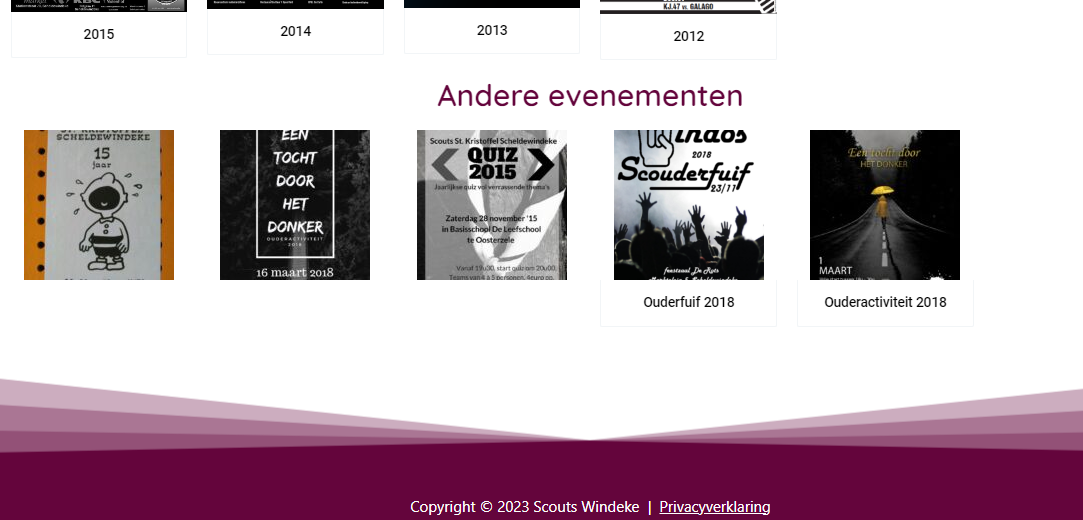 K.J.'47 vs. GALAGO
2015
2014
2013
2012
Andere evenementen
ST. KRISTOFFEL
SCHELDEWINDEKE
15
jaar
EEN
TOCHT
DOOR
HET
DONKER
OUDERACTIVITEIT
2018
16 maart 2018
Scouts St. Kristoffel Scheldewindeke
QUIZ
2015
Jaarlijkse quiz vol verrassende thema's
Zaterdag 28 november '15
in Basisschool De Leefschool
te Oosterzele
Vanaf 19u30, start quiz om 20u00.
Teams van 4 à 5 personen, 4euro pp.
2018
Scouderfuif
23/11
feestzaal De Rots
Een tocht door
HET DONKER
1
MAART
Ouderfuif 2018
Ouderactiviteit 2018
Copyright © 2023 Scouts Windeke | Privacyverklaring